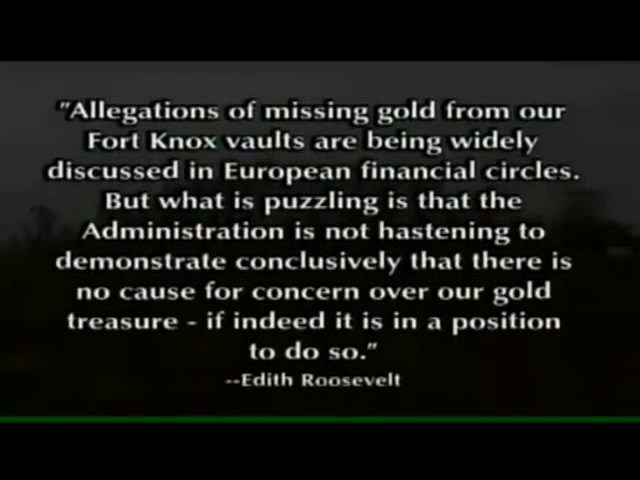 "Allegations of missing gold from our
Fort Knox vaults are being widely
discussed in European financial circles.
But what is puzzling is that the
Administration is not hastening to
demonstrate conclusively that there is
no cause for concern over our gold
treasure - if indeed it is in a position
to do so."
--Edith Roosevelt